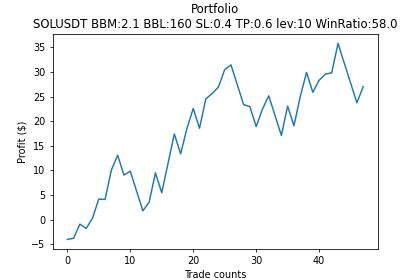 Portfolio
SOLUSDT BBM:2.1 BBL:160 SL:0.4 TP:0.6 lev:10 WinRatio:58.0
35
30
25
20
15
10
5
0
−5
Profit ($)
0 10 20 30 40
Trade counts